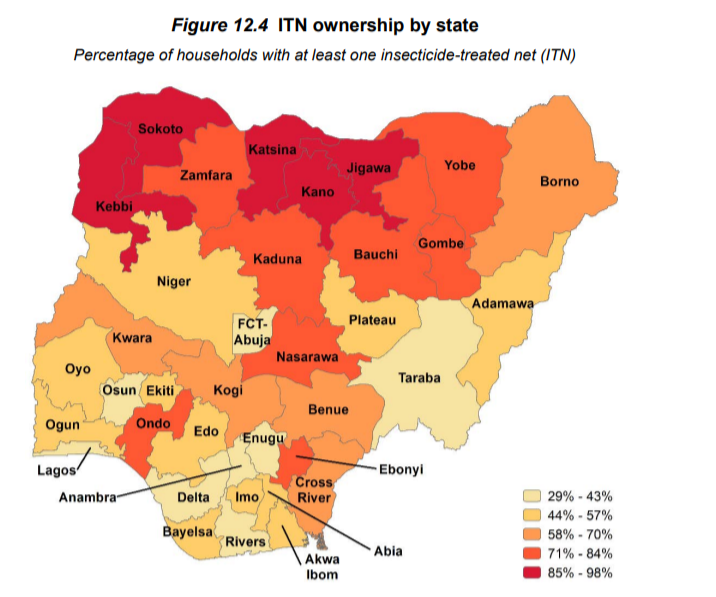 Figure 12.4 ITN ownership by state
Percentage of households with at least one insecticide-treated net (ITN)
Sokoto
Katsina
Zamfara
Jigawa
Yobe
Kano
Borno
Kebbi
Gombe
Bauchi
Kaduna
Niger
Adamawa
FCT-
Abuja
Plateau
Kwara
Nasarawa
Oyo
Taraba
Osun
Ekiti
Kogi
Benue
Ogun
Ondo
Edo
Enugu
Lagos
Ebonyi
Cross
River
Anambra
Delta
Imo
Bayelsa
Rivers
Abia
Akwa
Ibom
29% - 43%
44% - 57%
58% - 70%
71% - 84%
85% - 98%